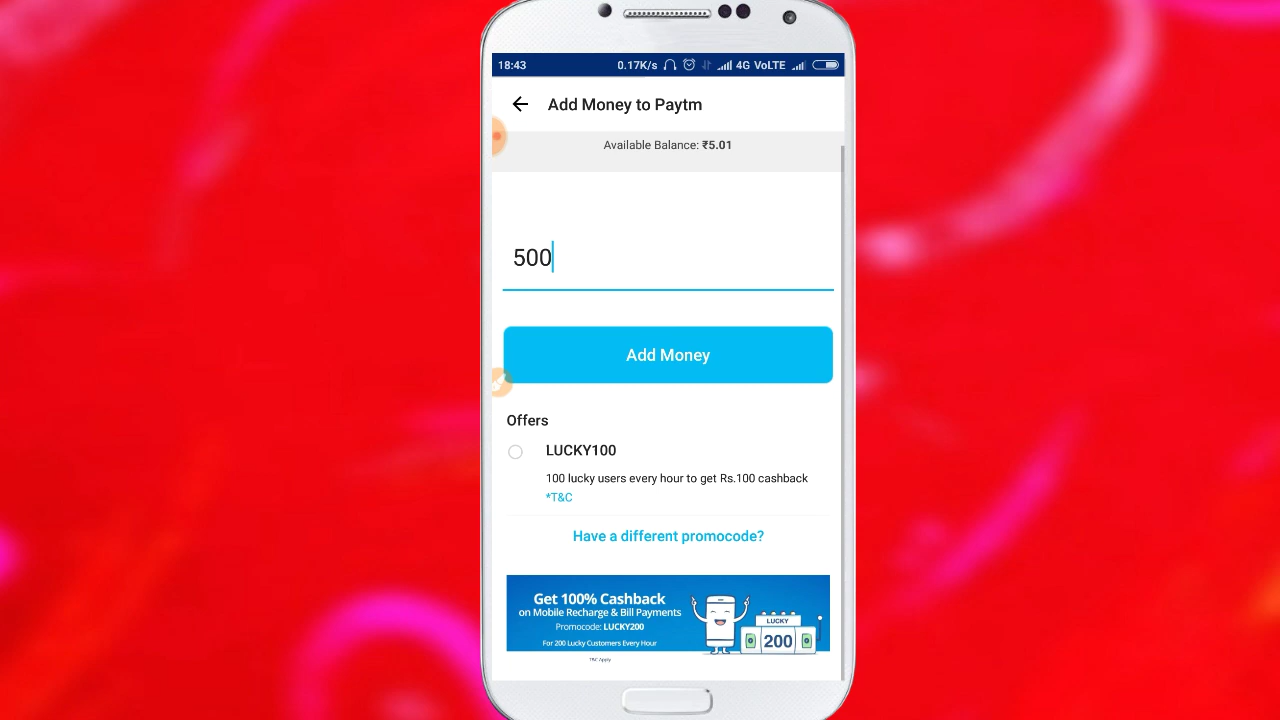 18:43 0.17K/s 4G VoLTE
Add Money to Paytm
Available Balance: ₹5.01
500
Add Money
Offers
LUCKY100
100 lucky users every hour to get Rs.100 cashback
*T&C
Have a different promocode?
Get 100% Cashback
on Mobile Recharge & Bill Payments
Promocode: LUCKY200
For 200 Lucky Customers Every Hour
T&C Apply
LUCKY
200